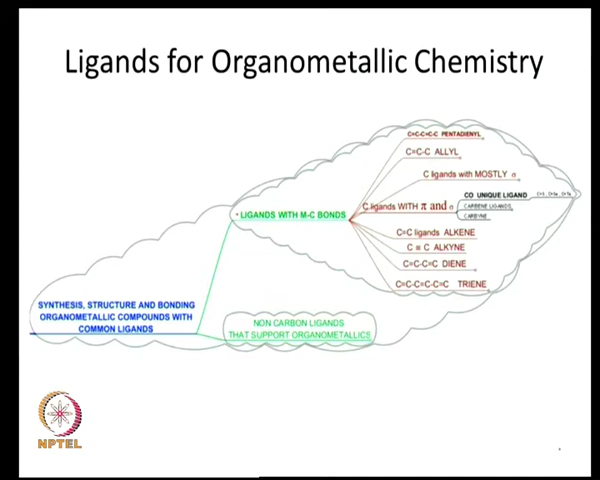 Ligands for Organometallic Chemistry
C=C-C=C-C PENTADIENYL
C=C-C ALLYL
C ligands with MOSTLY σ
CO UNIQUE LIGAND
C ligands WITH π and σ
CARBENE LIGANDS
CARBYNE
LIGANDS WITH M-C BONDS
C=C ligands ALKENE
C ≡ C ALKYNE
C=C-C=C DIENE
C=C-C=C-C=C TRIENE
SYNTHESIS, STRUCTURE AND BONDING
ORGANOMETALLIC COMPOUNDS WITH
COMMON LIGANDS
NON CARBON LIGANDS
THAT SUPPORT ORGANOMETALLICS
NPTEL